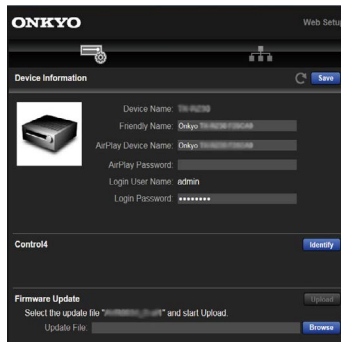 ONKYO
Web Setup
Device Information
Save
Device Name:
Friendly Name: Onkyo
AirPlay Device Name: Onkyo
AirPlay Password:
Login User Name: admin
Login Password: ••••••••
Control4
Identify
Firmware Update
Upload
Select the update file " " and start Upload.
Update File:
Browse